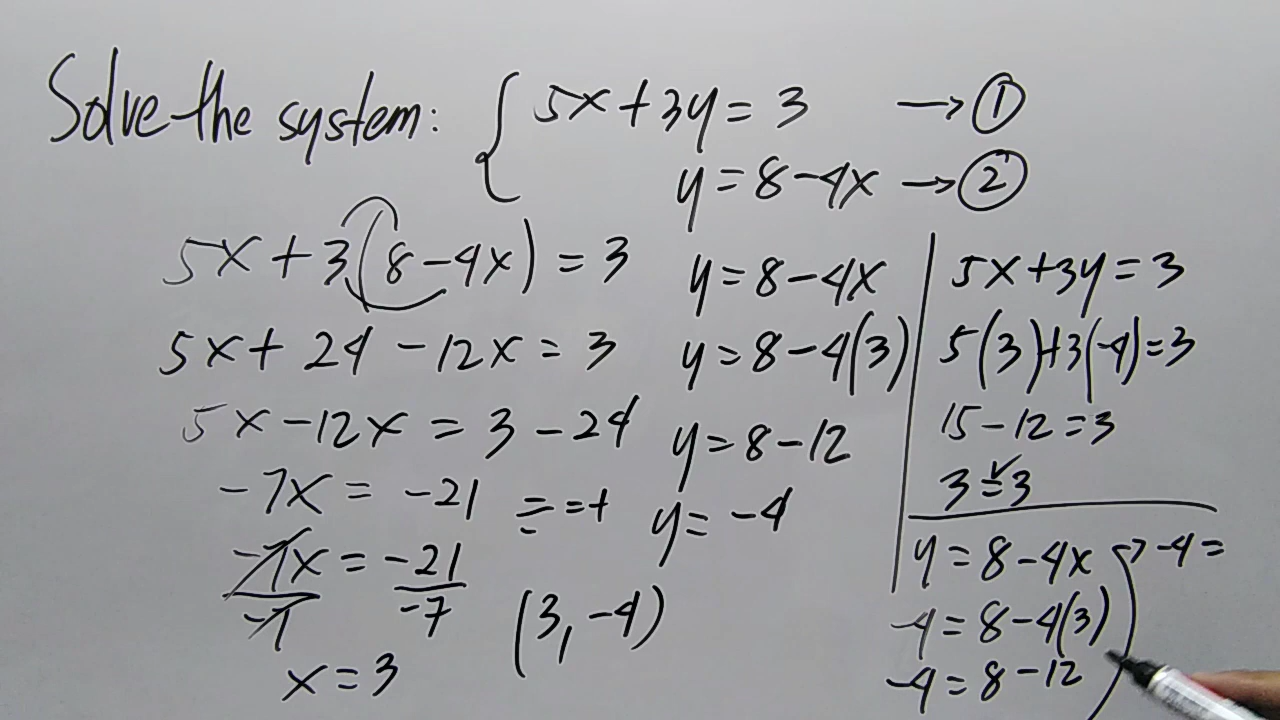 Solve the system: { 5x + 3y = 3 → ①
y = 8 - 4x → ②
5x + 3(8 - 4x) = 3
5x + 24 - 12x = 3
5x - 12x = 3 - 24
-7x = -21
-7x/-7 = -21/-7
x = 3
-/- = +
y = 8 - 4x
y = 8 - 4(3)
y = 8 - 12
y = -4
(3, -4)
5x + 3y = 3
5(3) + 3(-4) = 3
15 - 12 = 3
3 = 3 ✓
y = 8 - 4x
-4 = 8 - 4(3)
-4 = 8 - 12
→ -4 =